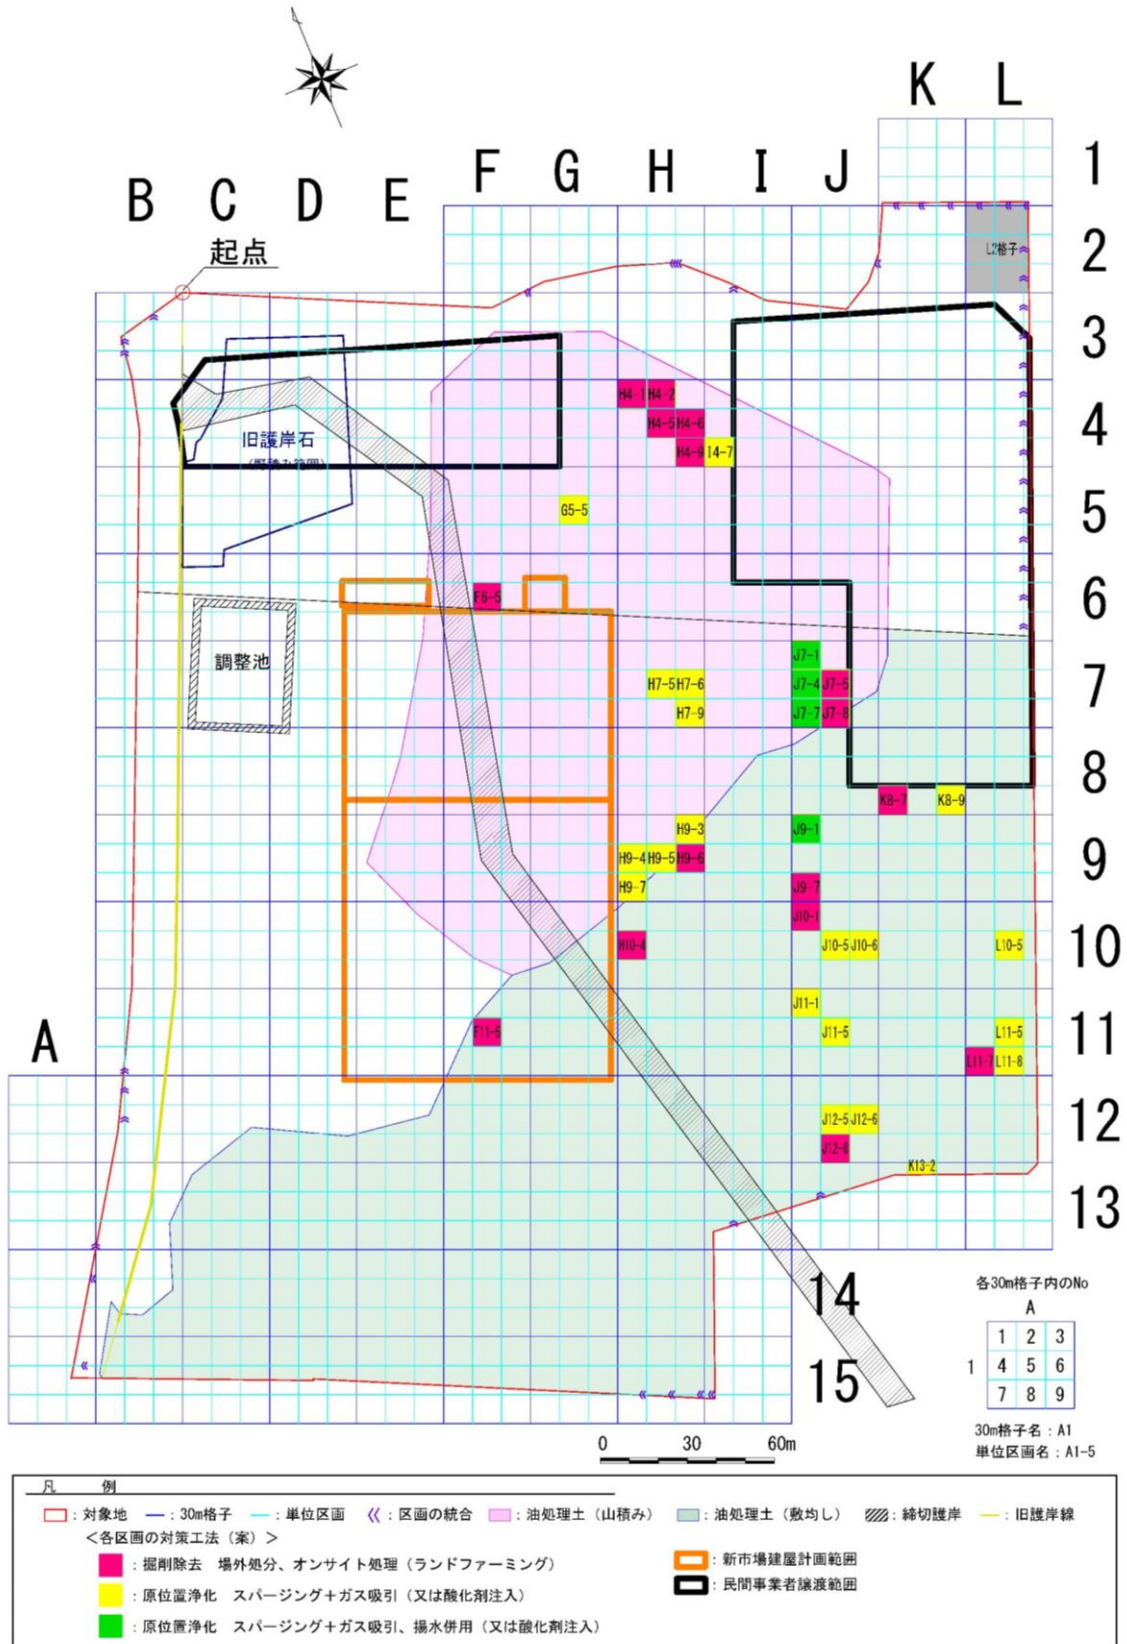 K L
1
F G H I J
B C D E
起点
2
L2格子
3
H4-1 H4-2
旧護岸石
H4-5 H4-6
4
H4-9 I4-7
G5-5
5
F6-5
6
調整池
J7-1
H7-5 H7-6 J7-4
7
H7-9 J7-7 J7-8
8
K8-7 K8-9
H9-3 J9-1
H9-4 H9-5 H9-6
9
H9-7 J9-7
J10-1
H10-4 J10-5 J10-6 L10-5
10
J11-1
A
F11-5 J11-5 L11-5
11
L11-7 L11-8
J12-5 J12-6
12
J12-8
K13-2
13
14
15
各30m格子内のNo
A
1 2 3
1 4 5 6
7 8 9
30m格子名:A1
単位区画名:A1-5
0 30 60m
凡 例
:対象地 :30m格子 :単位区画 :区画の統合 :油処理土(山積み) :油処理土(敷均し) :締切護岸 :旧護岸線
<各区画の対策工法(案)>
:掘削除去 場外処分、オンサイト処理(ランドファーミング)
:原位置浄化 スパージング+ガス吸引(又は酸化剤注入)
:原位置浄化 スパージング+ガス吸引、揚水併用(又は酸化剤注入)
:新市場建屋計画範囲
:民間事業者譲渡範囲